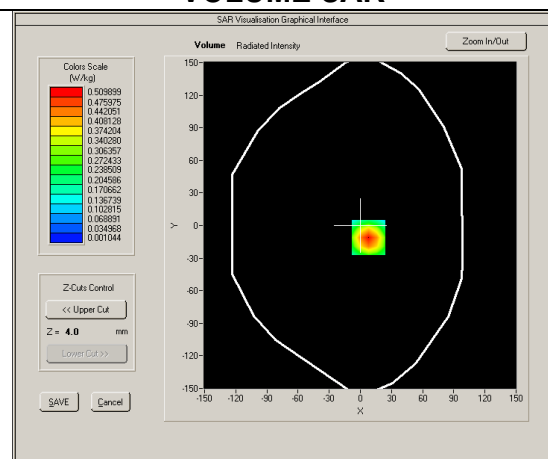 VOLUME SAR
SAR Visualisation Graphical Interface
Volume Radiated Intensity
Zoom In/Out
Colors Scale
(W/kg)
0.509899
0.475975
0.442051
0.408128
0.374204
0.340280
0.306357
0.272433
0.238509
0.204586
0.170662
0.136739
0.102815
0.068891
0.034968
0.001044
Z-Cuts Control
<< Upper Cut
Z = 4.0 mm
Lower Cut >>
SAVE Cancel
150
120
90
60
30
0
-30
-60
-90
-120
-150
Y
-150 -120 -90 -60 -30 0 30 60 90 120 150
X